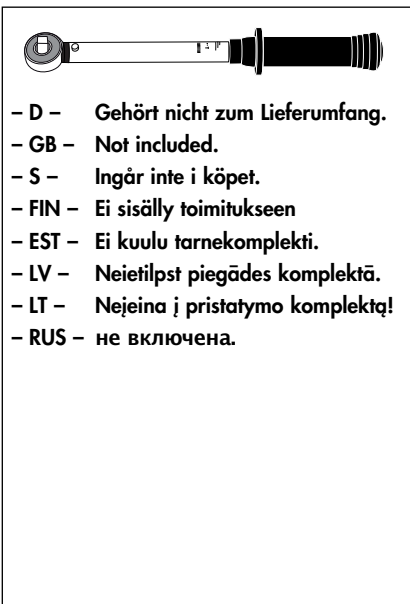 – D – Gehört nicht zum Lieferumfang.
– GB – Not included.
– S – Ingår inte i köpet.
– FIN – Ei sisälly toimitukseen
– EST – Ei kuulu tarnekomplekti.
– LV – Neietilpst piegādes komplektā.
– LT – Neįeina į pristatymo komplektą!
– RUS – не включена.